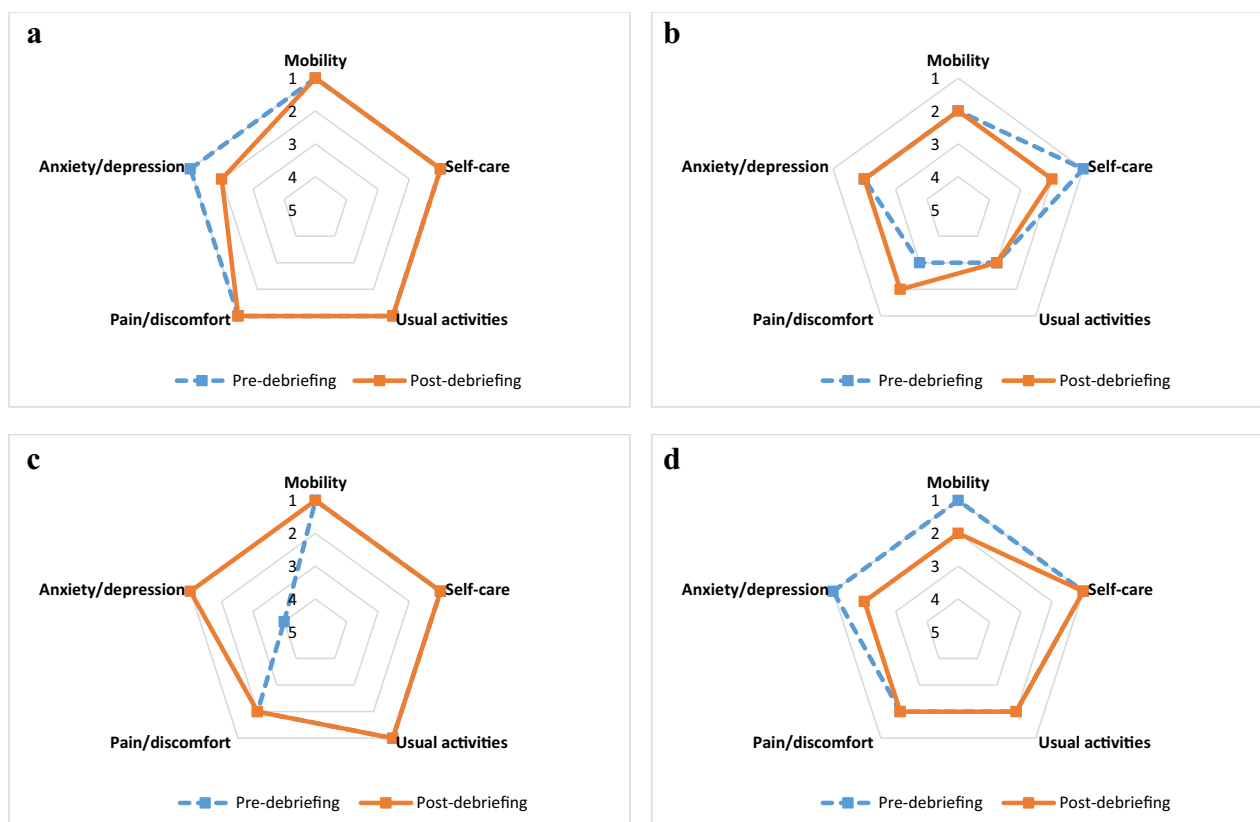 a
Mobility
1
2
3
4
5
Anxiety/depression
Self-care
Pain/discomfort
Usual activities
Pre-debriefing
Post-debriefing
b
Mobility
1
2
3
4
5
Anxiety/depression
Self-care
Pain/discomfort
Usual activities
Pre-debriefing
Post-debriefing
c
Mobility
1
2
3
4
5
Anxiety/depression
Self-care
Pain/discomfort
Usual activities
Pre-debriefing
Post-debriefing
d
Mobility
1
2
3
4
5
Anxiety/depression
Self-care
Pain/discomfort
Usual activities
Pre-debriefing
Post-debriefing